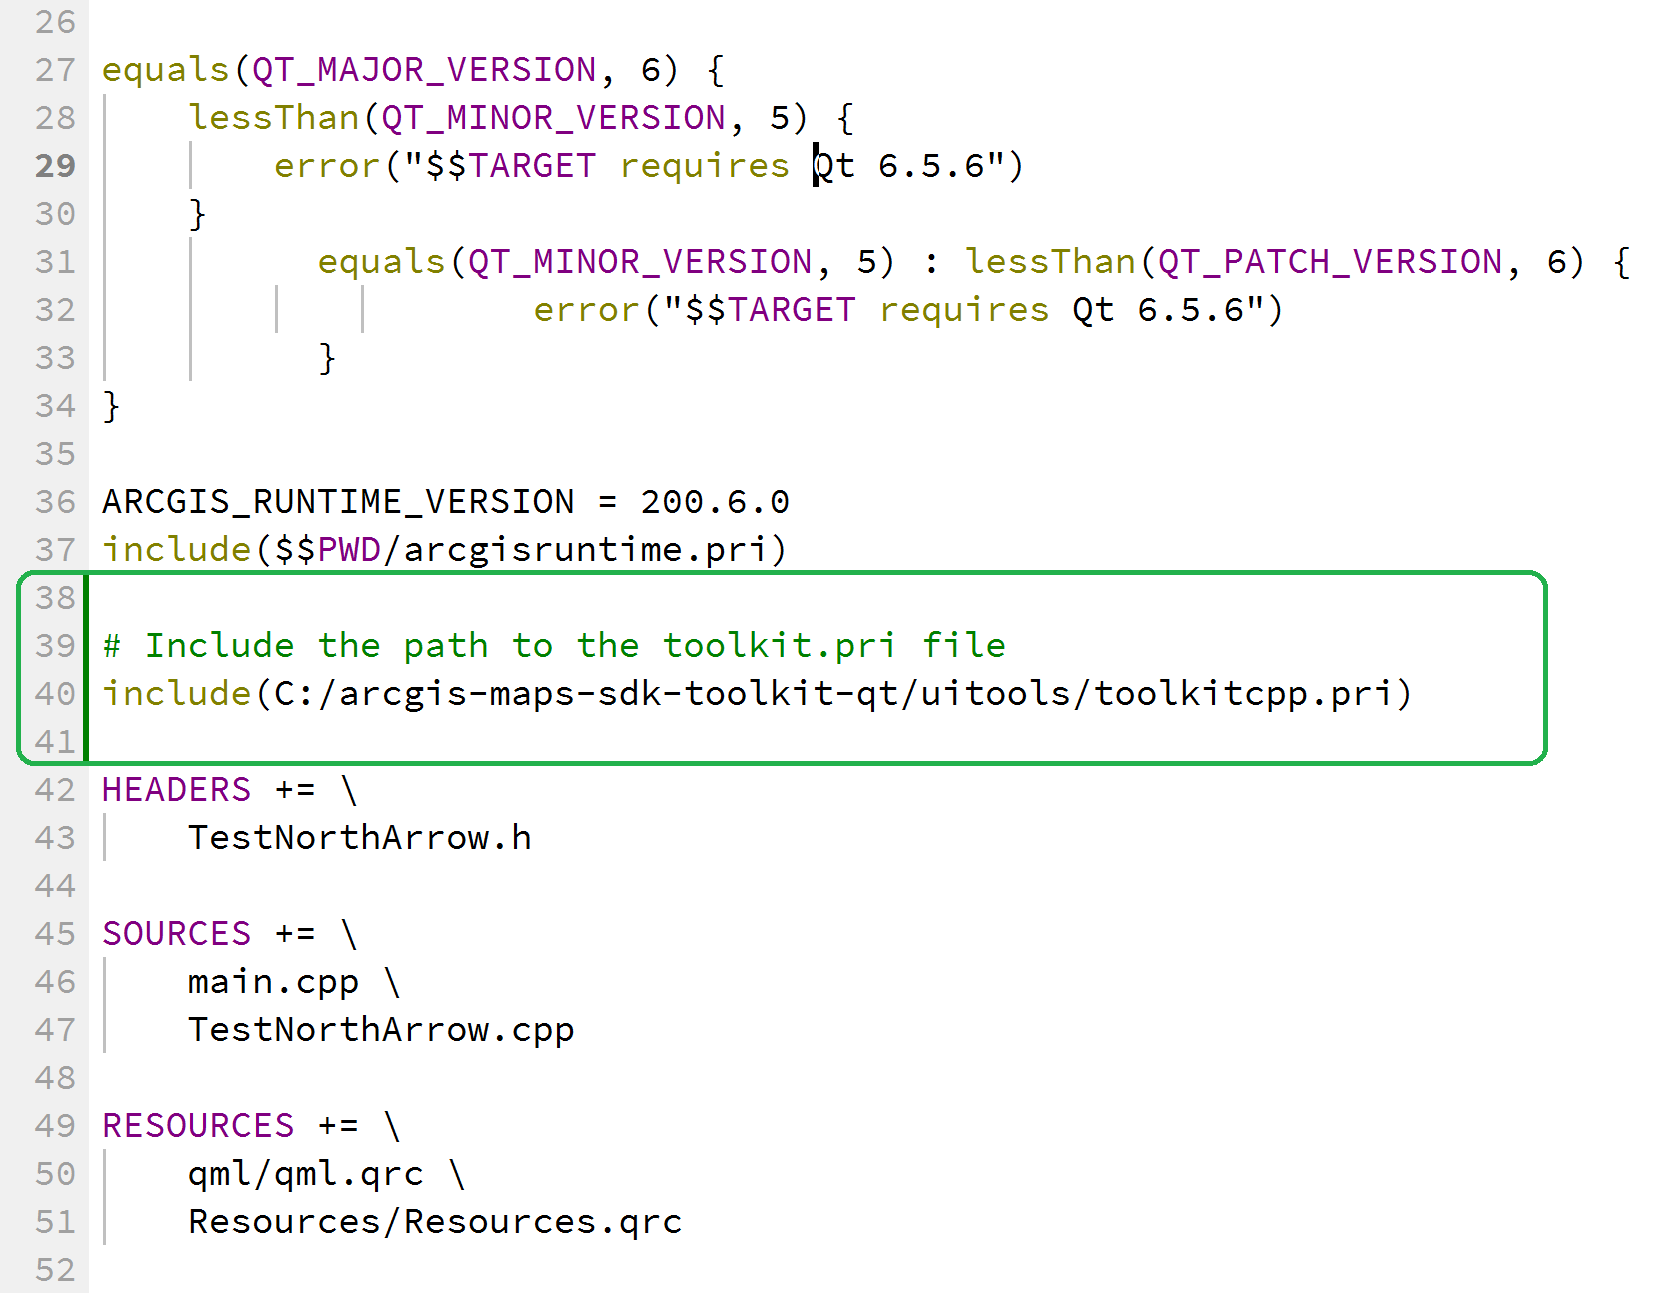 26
27 equals(QT_MAJOR_VERSION, 6) {
28     lessThan(QT_MINOR_VERSION, 5) {
29         error("$$TARGET requires Qt 6.5.6")
30     }
31           equals(QT_MINOR_VERSION, 5) : lessThan(QT_PATCH_VERSION, 6) {
32                     error("$$TARGET requires Qt 6.5.6")
33           }
34 }
35
36 ARCGIS_RUNTIME_VERSION = 200.6.0
37 include($$PWD/arcgisruntime.pri)
38
39 # Include the path to the toolkit.pri file
40 include(C:/arcgis-maps-sdk-toolkit-qt/uitools/toolkitcpp.pri)
41
42 HEADERS += \
43     TestNorthArrow.h
44
45 SOURCES += \
46     main.cpp \
47     TestNorthArrow.cpp
48
49 RESOURCES += \
50     qml/qml.qrc \
51     Resources/Resources.qrc
52